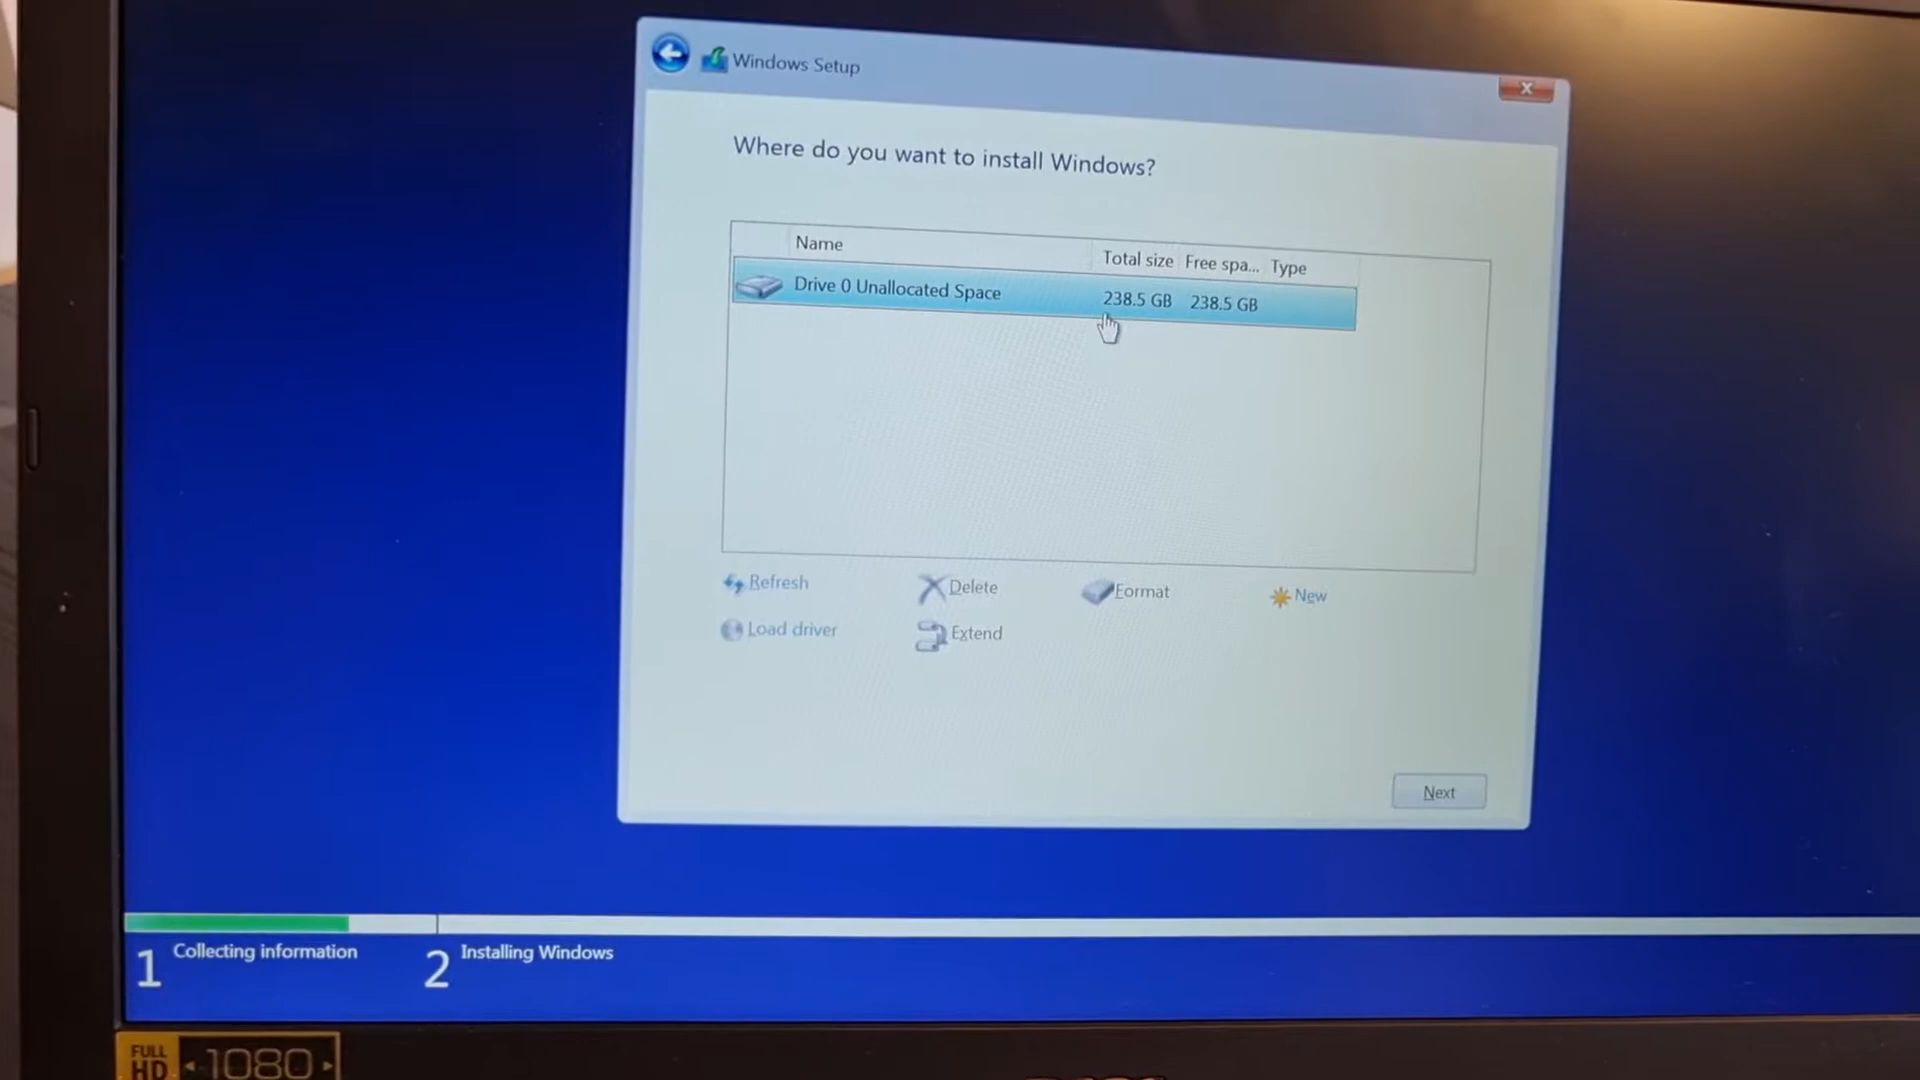 Windows Setup
X
Where do you want to install Windows?
Name Total size Free spa... Type
Drive 0 Unallocated Space 238.5 GB 238.5 GB
Refresh Delete Format New
Load driver Extend
Next
1 Collecting information 2 Installing Windows
FULL HD 1080